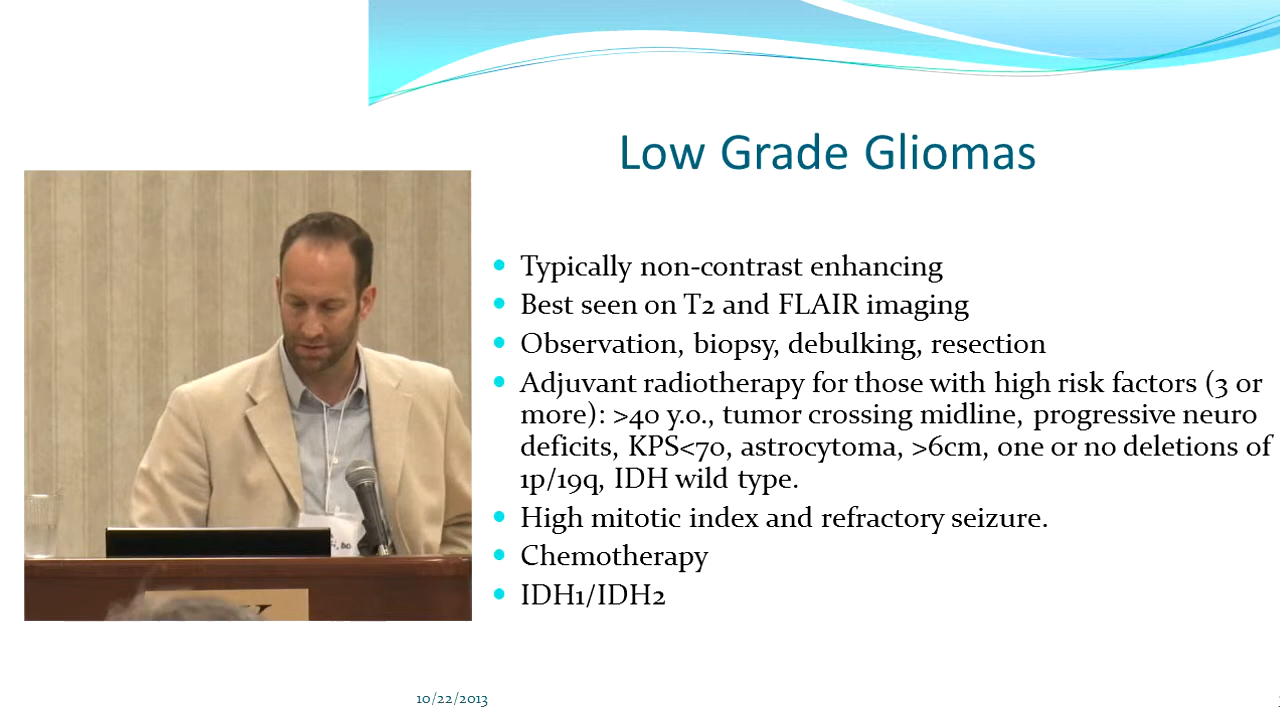 Low Grade Gliomas
Typically non-contrast enhancing
Best seen on T2 and FLAIR imaging
Observation, biopsy, debulking, resection
Adjuvant radiotherapy for those with high risk factors (3 or
more): >40 y.o., tumor crossing midline, progressive neuro
deficits, KPS<70, astrocytoma, >6cm, one or no deletions of
1p/19q, IDH wild type.
High mitotic index and refractory seizure.
Chemotherapy
IDH1/IDH2
10/22/2013